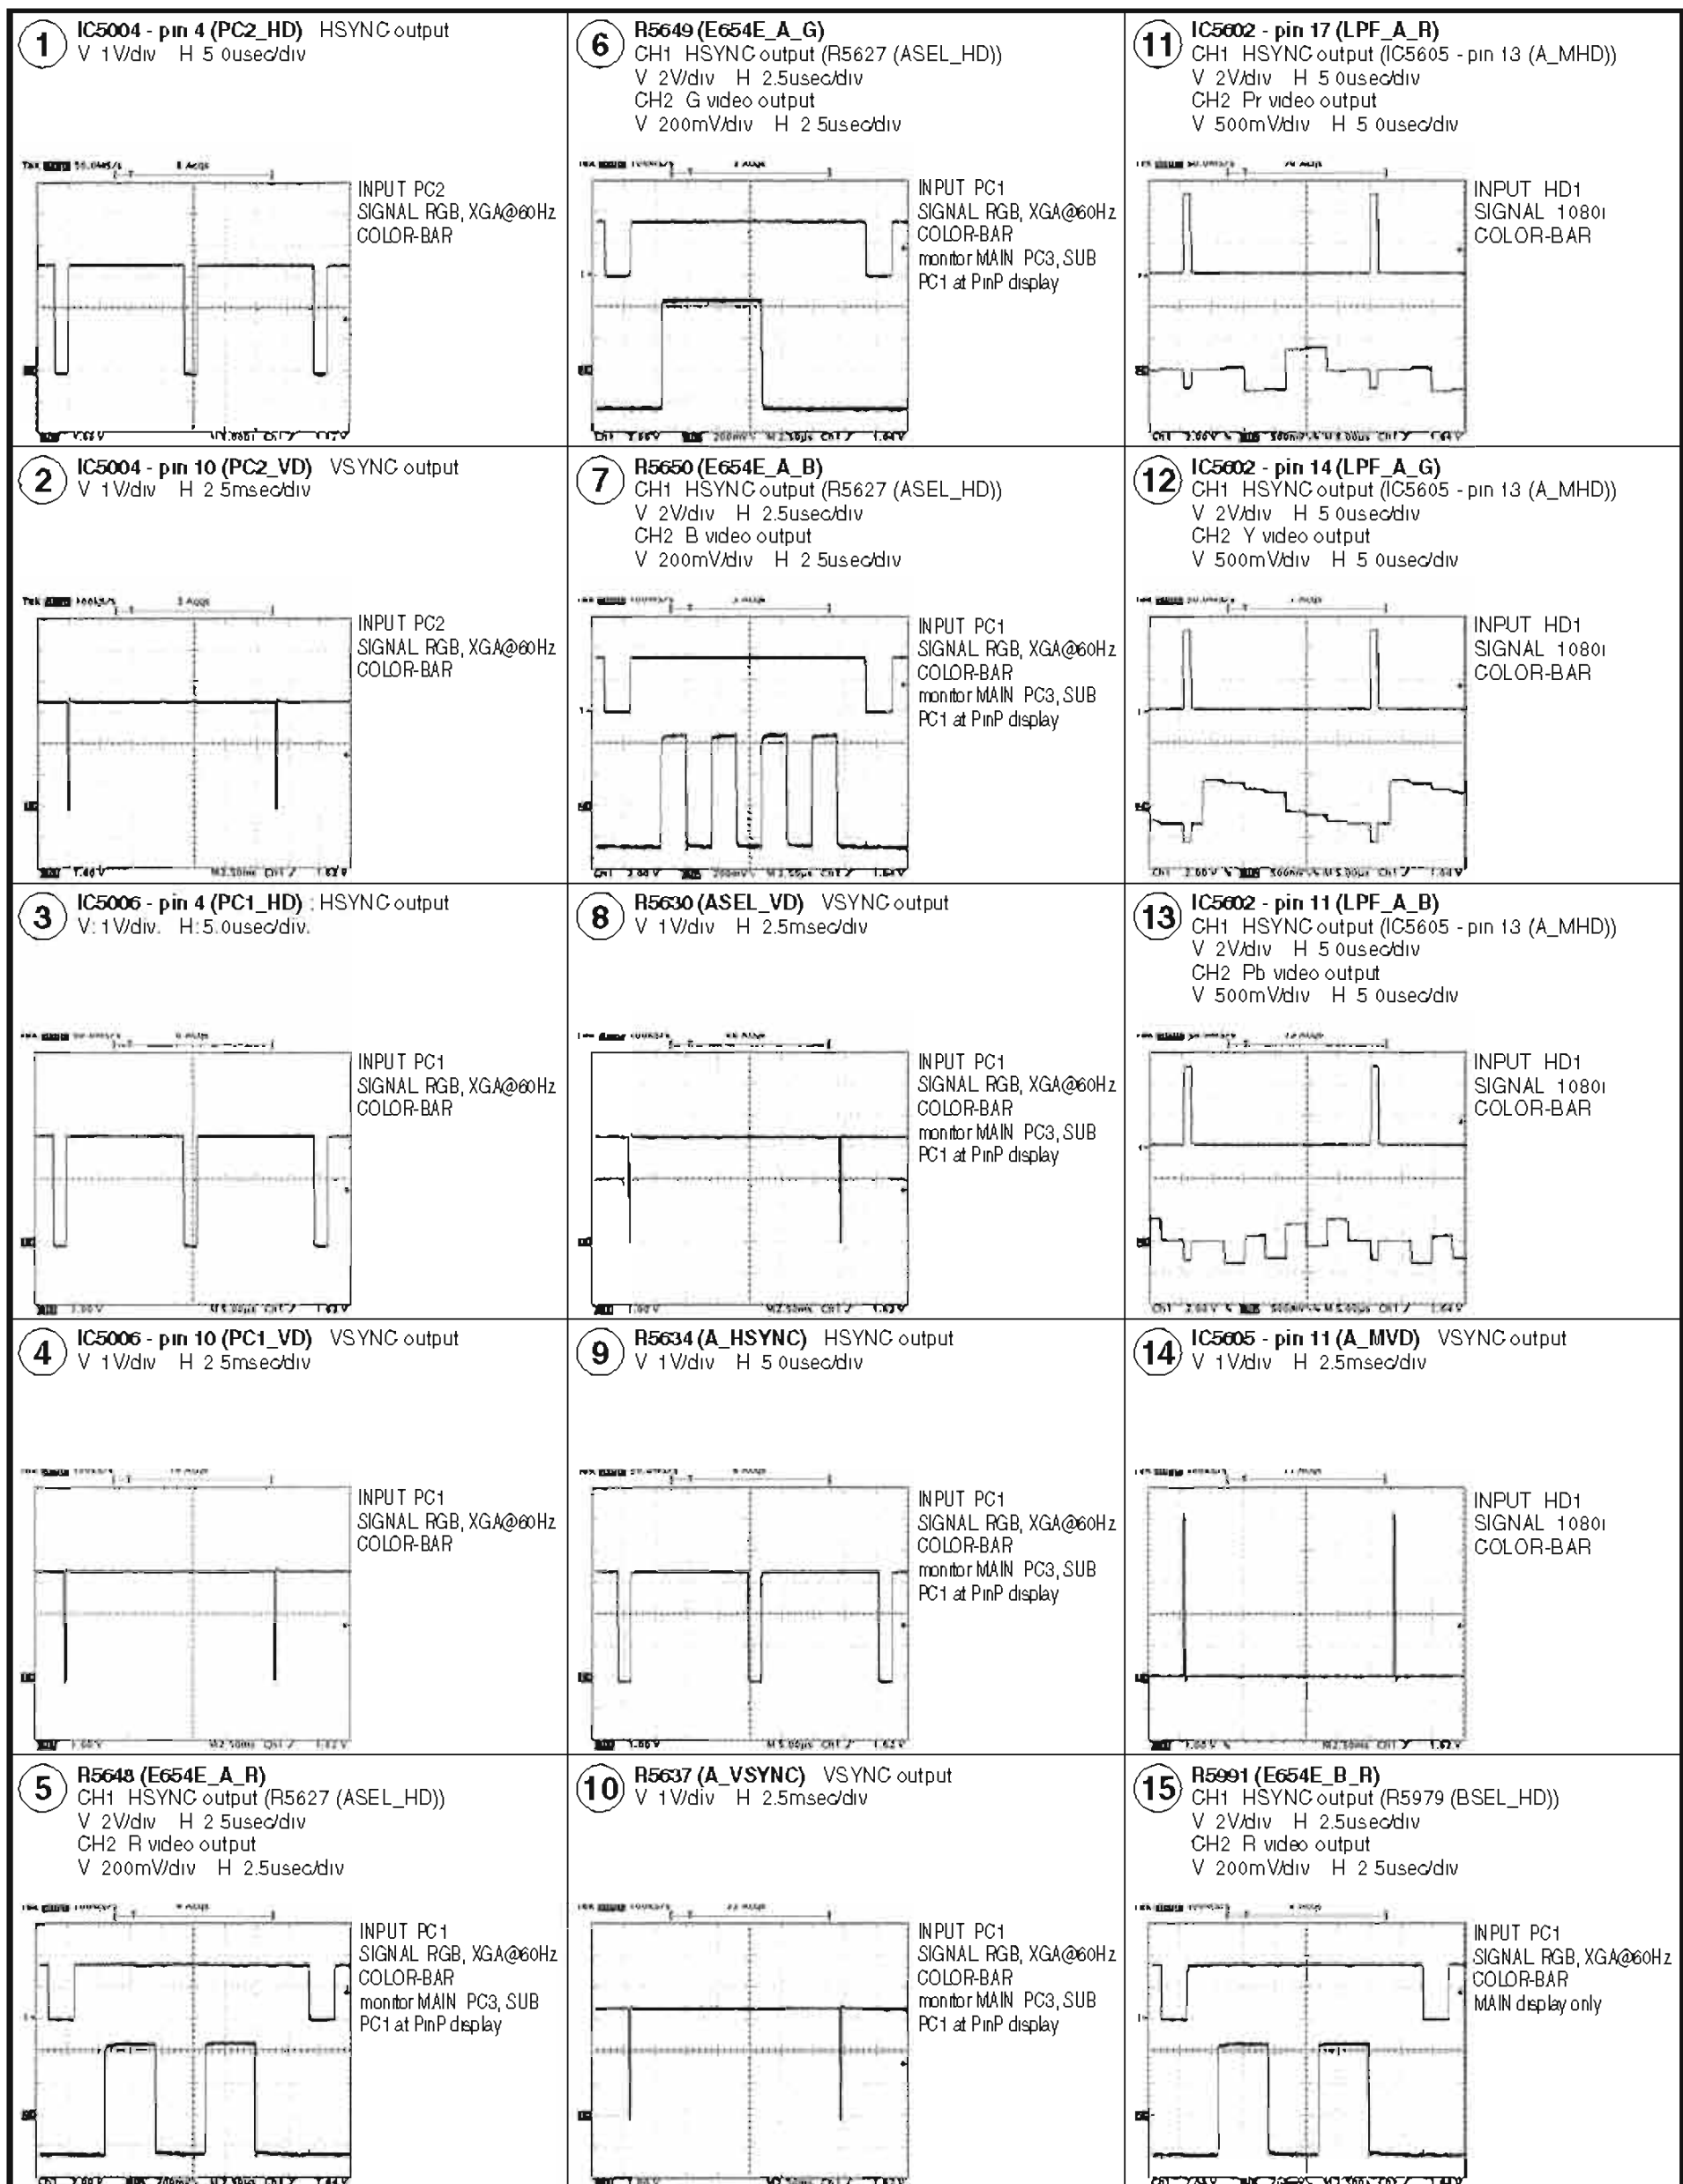 1 IC5004 - pin 4 (PC2_HD) HSYNC output
V 1V/div H 5 0usec/div
INPUT PC2
SIGNAL RGB, XGA@60Hz
COLOR-BAR
2 IC5004 - pin 10 (PC2_VD) VSYNC output
V 1V/div H 2 5msec/div
INPUT PC2
SIGNAL RGB, XGA@60Hz
COLOR-BAR
3 IC5006 - pin 4 (PC1_HD) : HSYNC output
V: 1V/div. H: 5.0usec/div.
INPUT PC1
SIGNAL RGB, XGA@60Hz
COLOR-BAR
4 IC5006 - pin 10 (PC1_VD) VSYNC output
V 1V/div H 2 5msec/div
INPUT PC1
SIGNAL RGB, XGA@60Hz
COLOR-BAR
5 R5648 (E654E_A_R)
CH1 HSYNC output (R5627 (ASEL_HD))
V 2V/div H 2 5usec/div
CH2 R video output
V 200mV/div H 2.5usec/div
INPUT PC1
SIGNAL RGB, XGA@60Hz
COLOR-BAR
monitor MAIN PC3, SUB
PC1 at PinP display
6 R5649 (E654E_A_G)
CH1 HSYNC output (R5627 (ASEL_HD))
V 2V/div H 2.5usec/div
CH2 G video output
V 200mV/div H 2 5usec/div
INPUT PC1
SIGNAL RGB, XGA@60Hz
COLOR-BAR
monitor MAIN PC3, SUB
PC1 at PinP display
7 R5650 (E654E_A_B)
CH1 HSYNC output (R5627 (ASEL_HD))
V 2V/div H 2.5usec/div
CH2 B video output
V 200mV/div H 2 5usec/div
INPUT PC1
SIGNAL RGB, XGA@60Hz
COLOR-BAR
monitor MAIN PC3, SUB
PC1 at PinP display
8 R5630 (ASEL_VD) VSYNC output
V 1V/div H 2.5msec/div
INPUT PC1
SIGNAL RGB, XGA@60Hz
COLOR-BAR
monitor MAIN PC3, SUB
PC1 at PinP display
9 R5634 (A_HSYNC) HSYNC output
V 1V/div H 5 0usec/div
INPUT PC1
SIGNAL RGB, XGA@60Hz
COLOR-BAR
monitor MAIN PC3, SUB
PC1 at PinP display
10 R5637 (A_VSYNC) VSYNC output
V 1V/div H 2.5msec/div
INPUT PC1
SIGNAL RGB, XGA@60Hz
COLOR-BAR
monitor MAIN PC3, SUB
PC1 at PinP display
11 IC5602 - pin 17 (LPF_A_R)
CH1 HSYNC output (IC5605 - pin 13 (A_MHD))
V 2V/div H 5 0usec/div
CH2 Pr video output
V 500mV/div H 5 0usec/div
INPUT HD1
SIGNAL 1080i
COLOR-BAR
12 IC5602 - pin 14 (LPF_A_G)
CH1 HSYNC output (IC5605 - pin 13 (A_MHD))
V 2V/div H 5 0usec/div
CH2 Y video output
V 500mV/div H 5 0usec/div
INPUT HD1
SIGNAL 1080i
COLOR-BAR
13 IC5602 - pin 11 (LPF_A_B)
CH1 HSYNC output (IC5605 - pin 13 (A_MHD))
V 2V/div H 5 0usec/div
CH2 Pb video output
V 500mV/div H 5 0usec/div
INPUT HD1
SIGNAL 1080i
COLOR-BAR
14 IC5605 - pin 11 (A_MVD) VSYNC output
V 1V/div H 2.5msec/div
INPUT HD1
SIGNAL 1080i
COLOR-BAR
15 R5991 (E654E_B_R)
CH1 HSYNC output (R5979 (BSEL_HD))
V 2V/div H 2.5usec/div
CH2 R video output
V 200mV/div H 2 5usec/div
INPUT PC1
SIGNAL RGB, XGA@60Hz
COLOR-BAR
MAIN display only